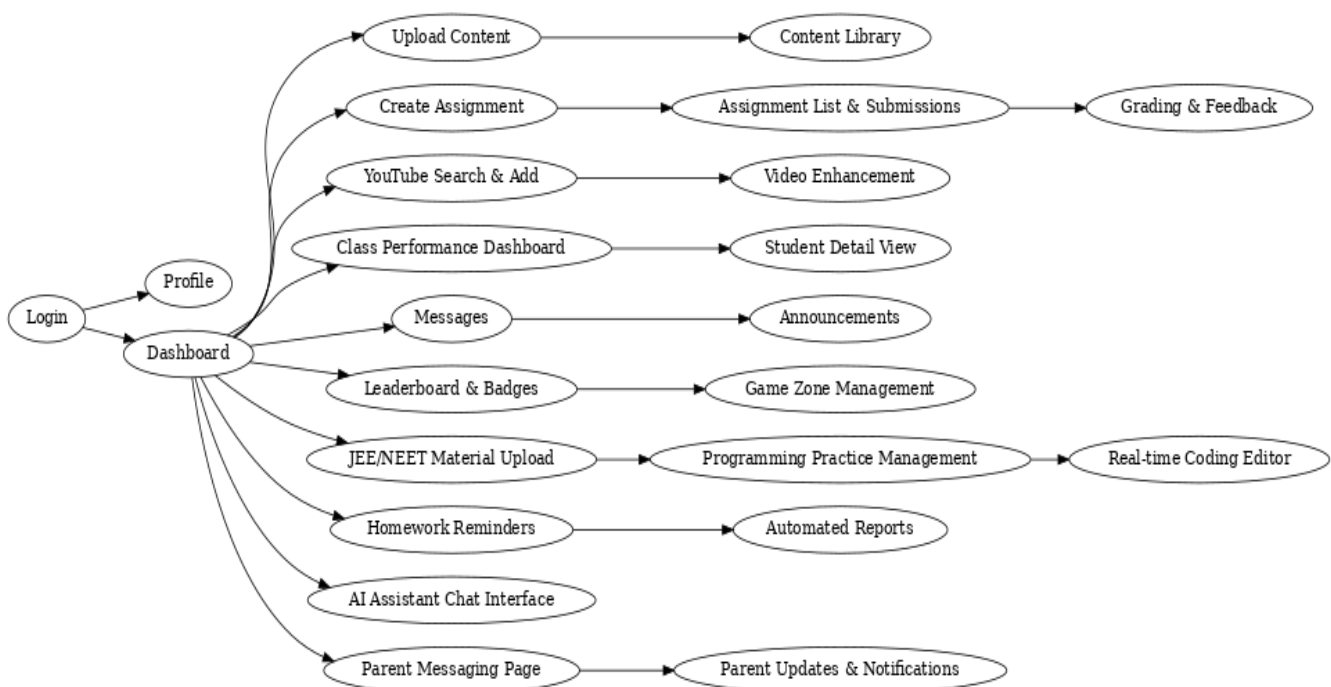 Upload Content
Content Library
Create Assignment
Assignment List & Submissions
Grading & Feedback
YouTube Search & Add
Video Enhancement
Class Performance Dashboard
Student Detail View
Profile
Login
Messages
Announcements
Dashboard
Leaderboard & Badges
Game Zone Management
JEE/NEET Material Upload
Programming Practice Management
Real-time Coding Editor
Homework Reminders
Automated Reports
AI Assistant Chat Interface
Parent Messaging Page
Parent Updates & Notifications